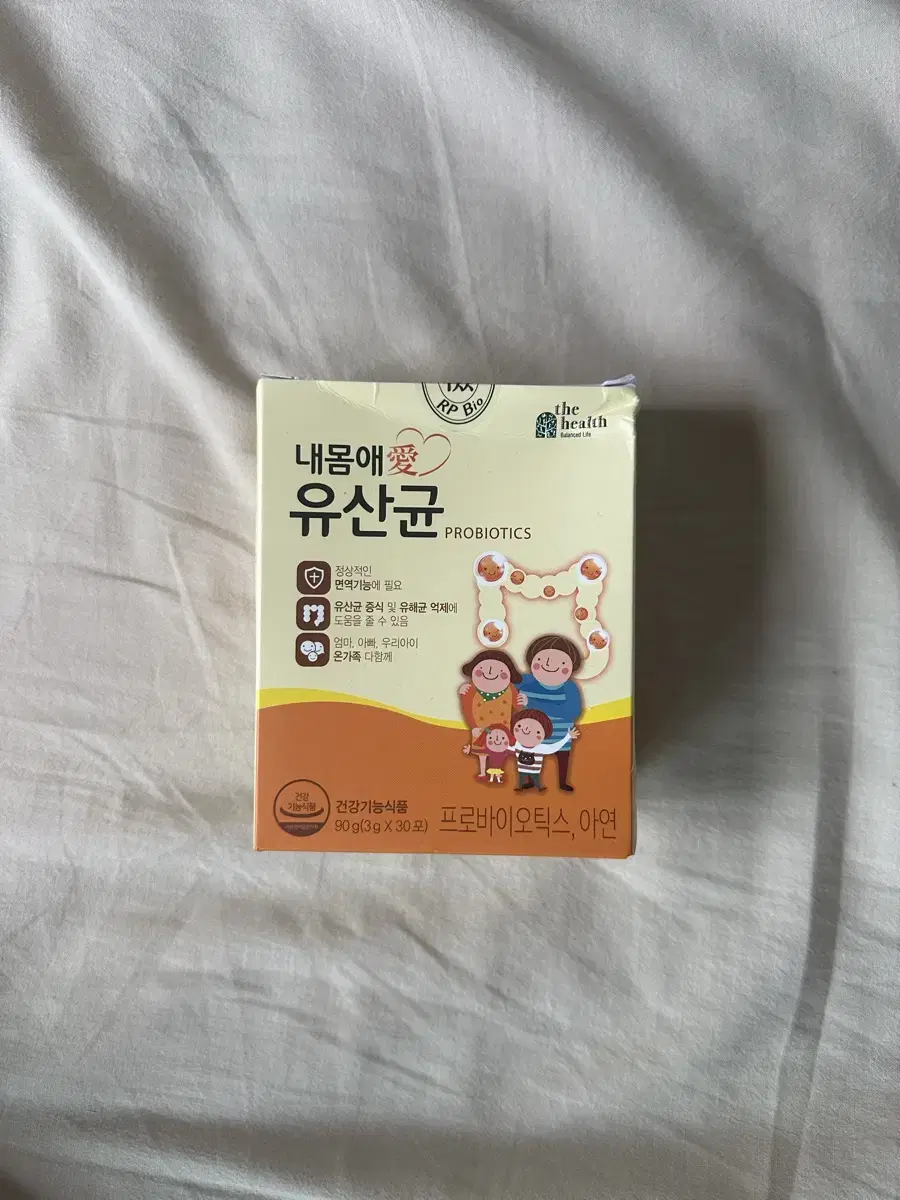 RP Bio
the
health
Balanced Life
내몸애 愛
유산균 PROBIOTICS
정상적인
면역기능에 필요
유산균 증식 및 유해균 억제에
도움을 줄 수 있음
엄마, 아빠, 우리아이
온가족 다함께
건강
기능식품
건강기능식품
90g(3g X 30포)
프로바이오틱스, 아연